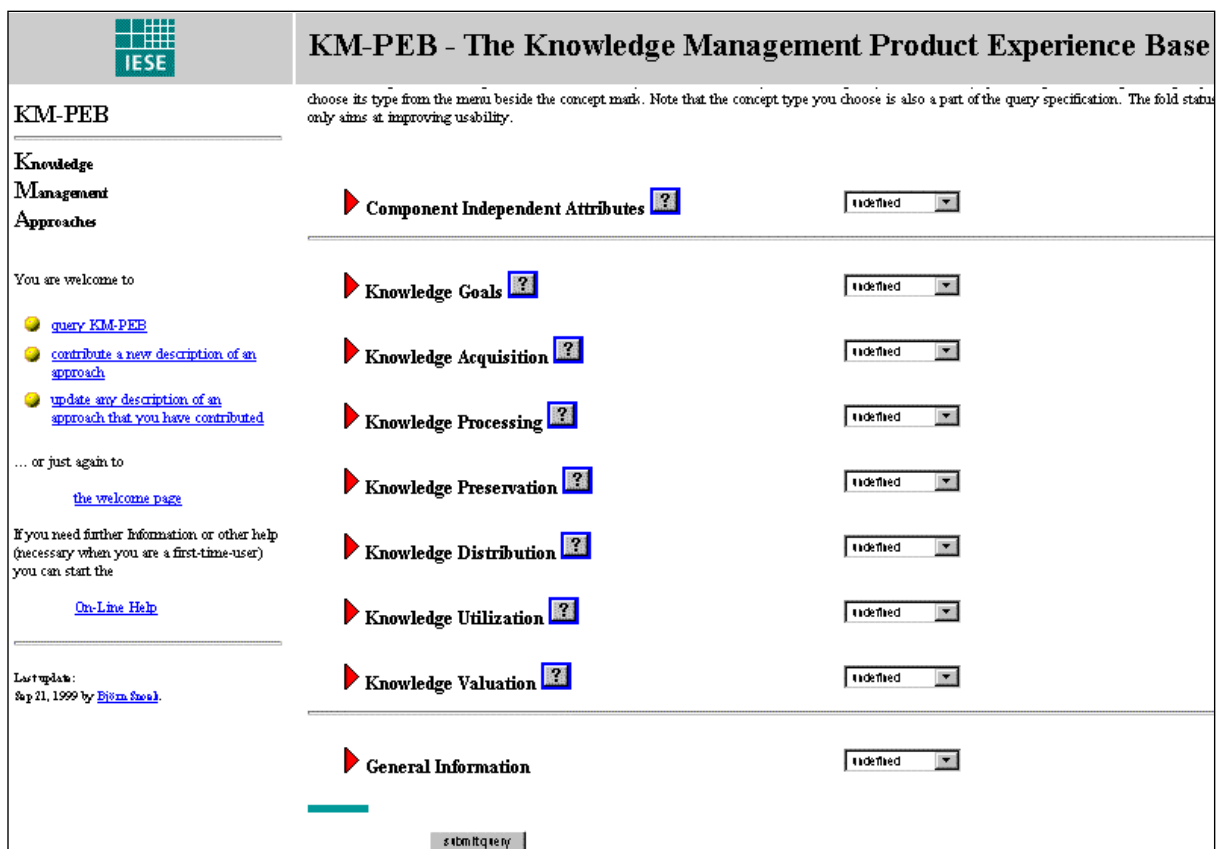 IESE
KM-PEB - The Knowledge Management Product Experience Base
KM-PEB
Knowledge
Management
Approaches
You are welcome to
query KM-PEB
contribute a new description of an
approach
update any description of an
approach that you have contributed
... or just again to
the welcome page
If you need further Information or other help
(necessary when you are a first-time-user)
you can start the
On-Line Help
Last update:
Sep 21, 1999 by Björn Snoek.
choose its type from the menu beside the concept mark. Note that the concept type you choose is also a part of the query specification. The fold status
only aims at improving usability.
Component Independent Attributes ? undefined
Knowledge Goals ? undefined
Knowledge Acquisition ? undefined
Knowledge Processing ? undefined
Knowledge Preservation ? undefined
Knowledge Distribution ? undefined
Knowledge Utilization ? undefined
Knowledge Valuation ? undefined
General Information undefined
submit query